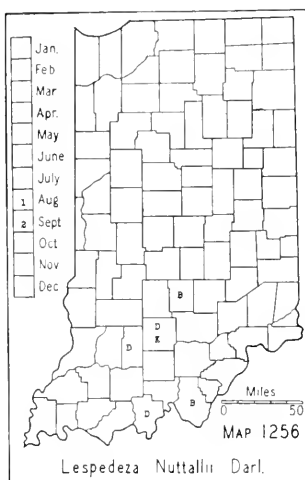 Jan.
Feb
Mar
Apr.
May
June
July
1 Aug
2 Sept
Oct
Nov
Dec
B
D
K
D
D
B
Miles
0 50
MAP 1256
Lespedeza Nuttallii Darl.